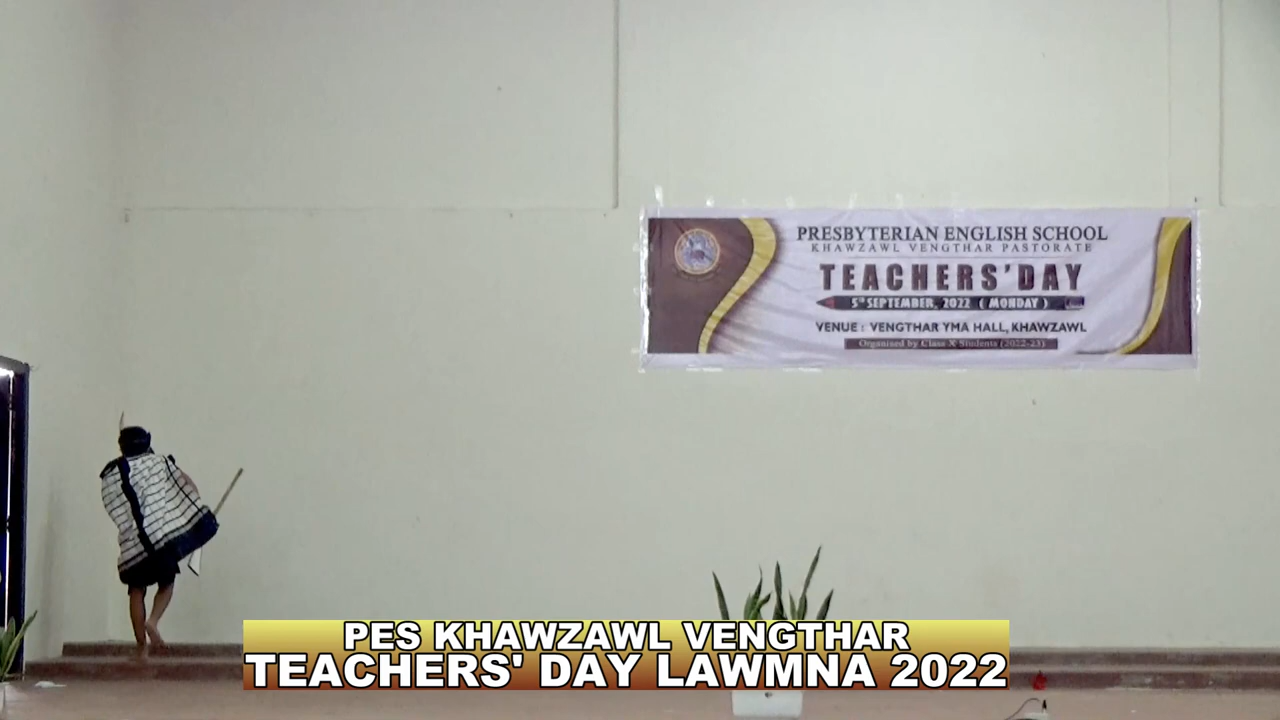 PRESBYTERIAN ENGLISH SCHOOL
KHAWZAWL VENGTHAR PASTORATE
TEACHERS' DAY
5th SEPTEMBER, 2022 (MONDAY)
VENUE : VENGTHAR YMA HALL, KHAWZAWL
Organised by Class X Students (2022-23)
PES KHAWZAWL VENGTHAR
TEACHERS' DAY LAWMNA 2022